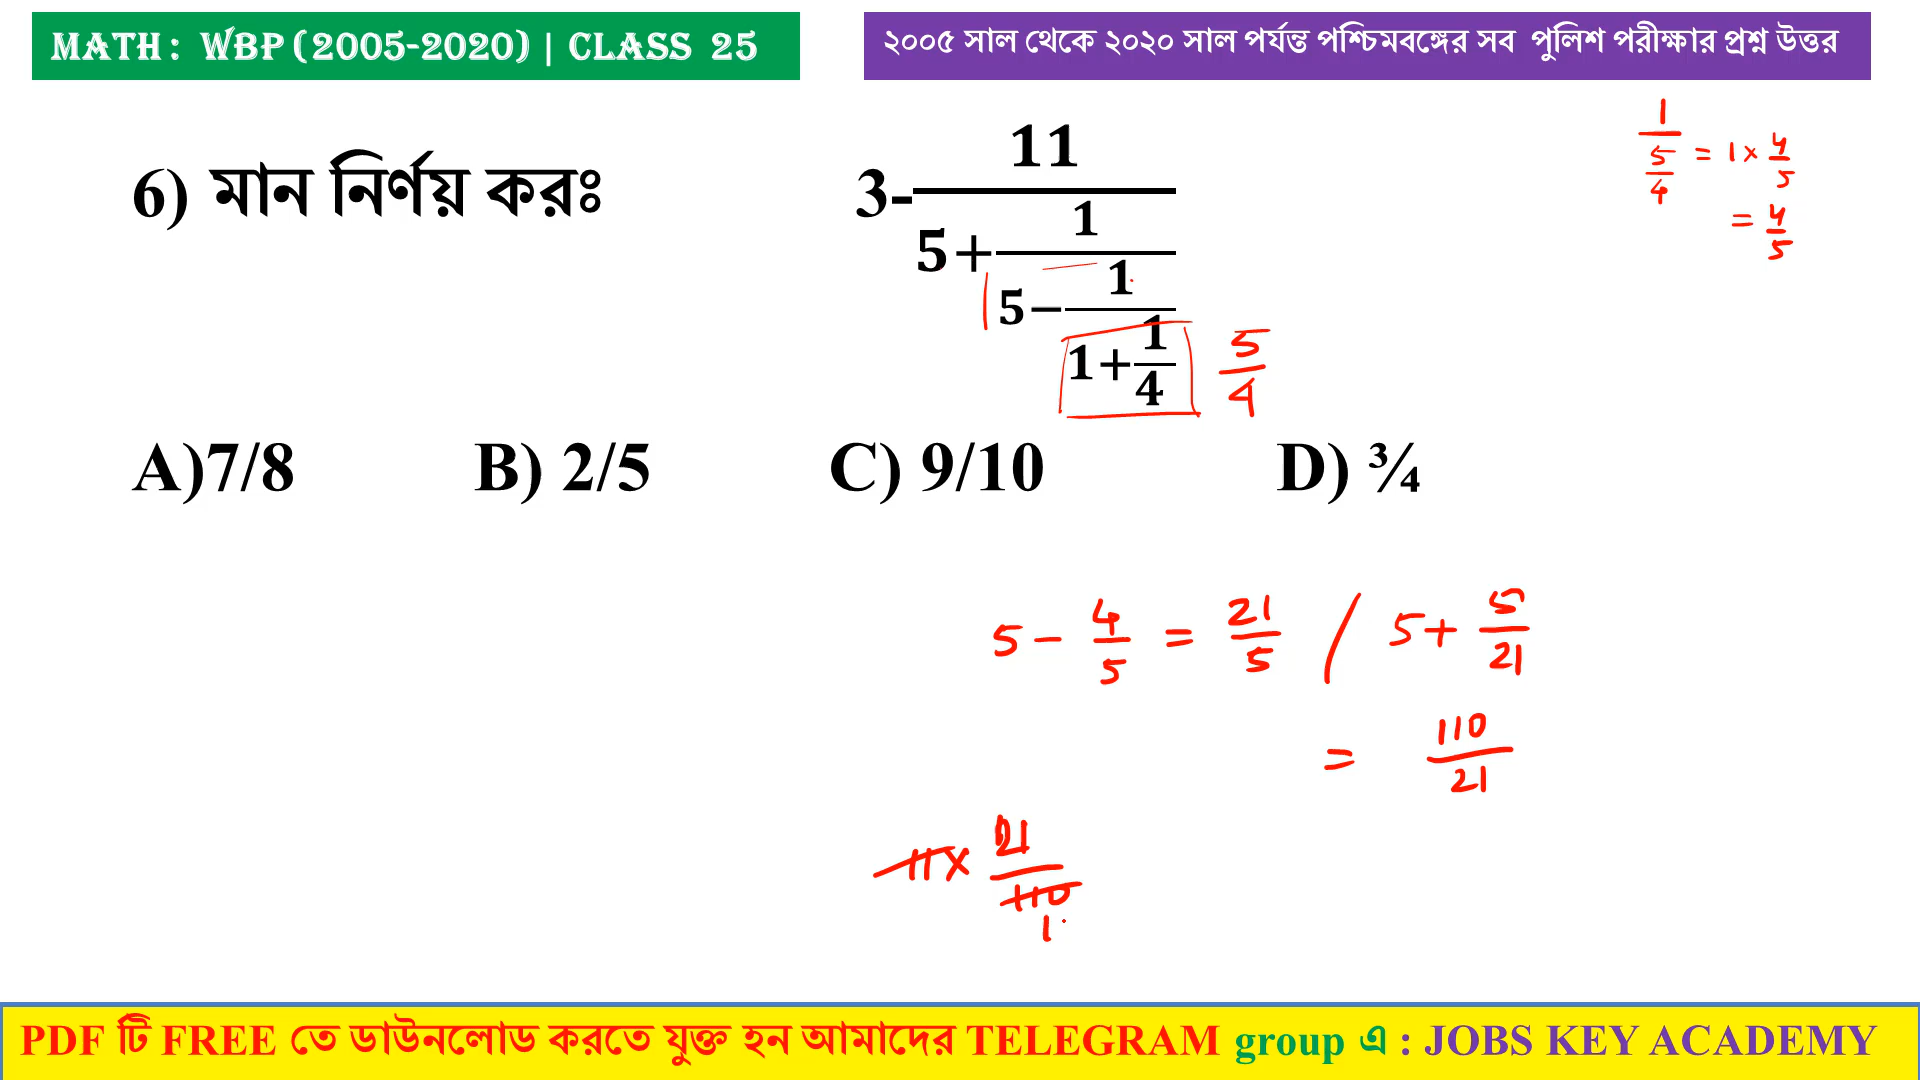 MATH: WBP (2005-2020) | CLASS 25
২০০৫ সাল থেকে ২০২০ সাল পর্যন্ত পশ্চিমবঙ্গের সব পুলিশ পরীক্ষার প্রশ্ন উত্তর
6) মান নির্ণয় করঃ
3-
11
5+
1
5−
1
1+
1
4
5
4
1
5
4
= 1 × 4
5
= 4
5
A)7/8 B) 2/5 C) 9/10 D) ¾
5 - 4/5 = 21/5 / 5 + 5/21
= 110/21
11 × 21/110
1
PDF টি FREE তে ডাউনলোড করতে যুক্ত হন আমাদের TELEGRAM group এ : JOBS KEY ACADEMY